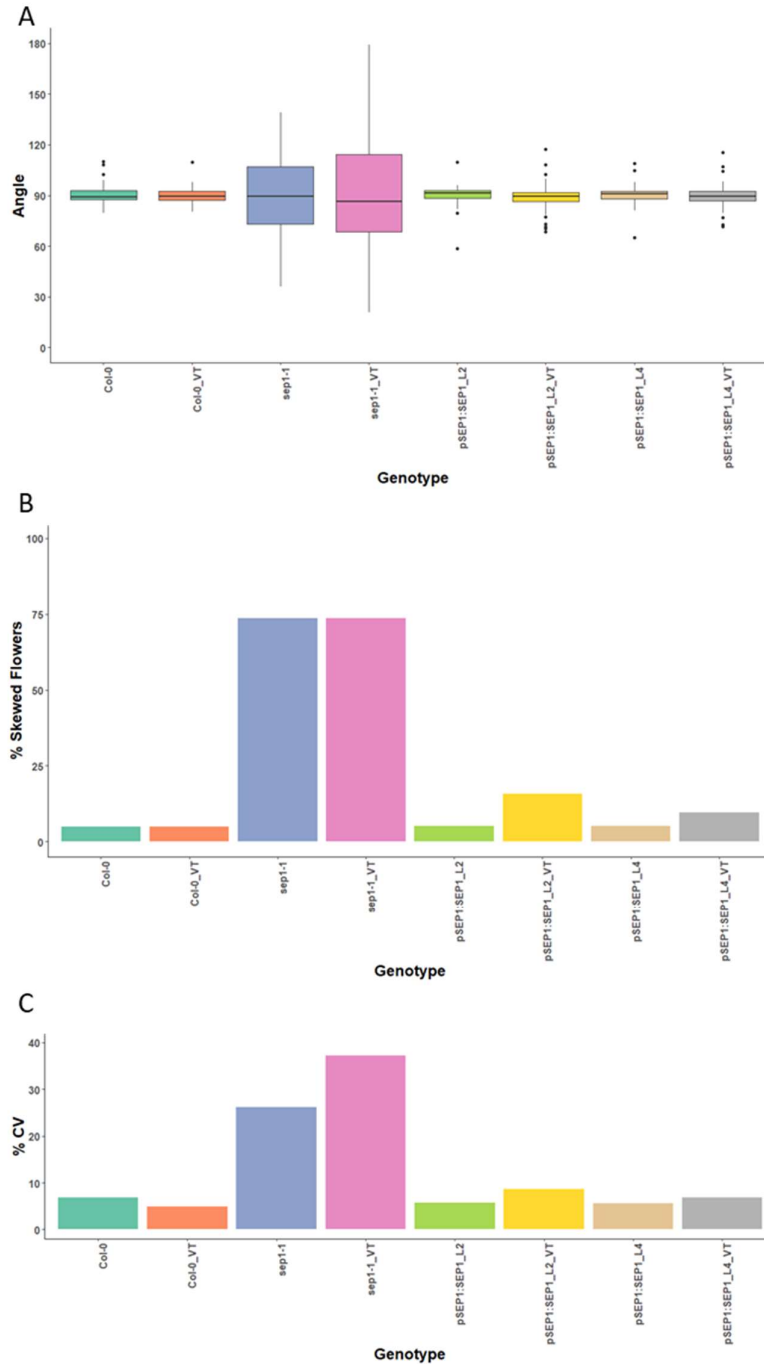 A
180
150
120
90
60
30
0
Angle
Col-0
Col-0_VT
sep1-1
sep1-1_VT
pSEP1:SEP1_L2
pSEP1:SEP1_L2_VT
pSEP1:SEP1_L4
pSEP1:SEP1_L4_VT
Genotype
B
100
75
50
25
0
% Skewed Flowers
Col-0
Col-0_VT
sep1-1
sep1-1_VT
pSEP1:SEP1_L2
pSEP1:SEP1_L2_VT
pSEP1:SEP1_L4
pSEP1:SEP1_L4_VT
Genotype
C
40
30
20
10
0
% CV
Col-0
Col-0_VT
sep1-1
sep1-1_VT
pSEP1:SEP1_L2
pSEP1:SEP1_L2_VT
pSEP1:SEP1_L4
pSEP1:SEP1_L4_VT
Genotype